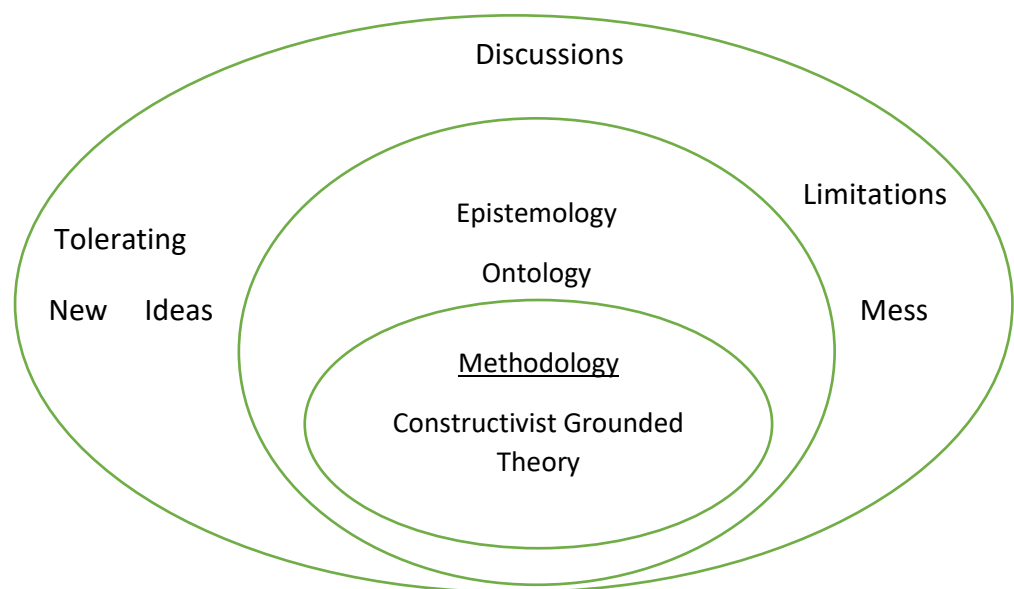 Discussions
Limitations
Tolerating
New Ideas
Mess
Epistemology
Ontology
Methodology
Constructivist Grounded
Theory